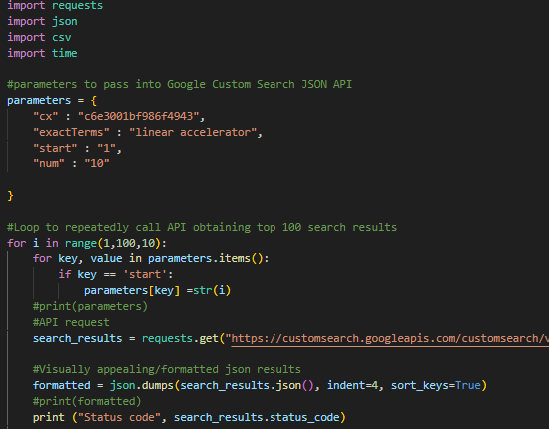 import requests
import json
import csv
import time
#parameters to pass into Google Custom Search JSON API
parameters = {
"cx" : "c6e3001bf986f4943",
"exactTerms" : "linear accelerator",
"start" : "1",
"num" : "10"
}
#Loop to repeatedly call API obtaining top 100 search results
for i in range(1,100,10):
for key, value in parameters.items():
if key == 'start':
parameters[key] =str(i)
#print(parameters)
#API request
search_results = requests.get("https://customsearch.googleapis.com/customsearch/v
#Visually appealing/formatted json results
formatted = json.dumps(search_results.json(), indent=4, sort_keys=True)
#print(formatted)
print ("Status code", search_results.status_code)